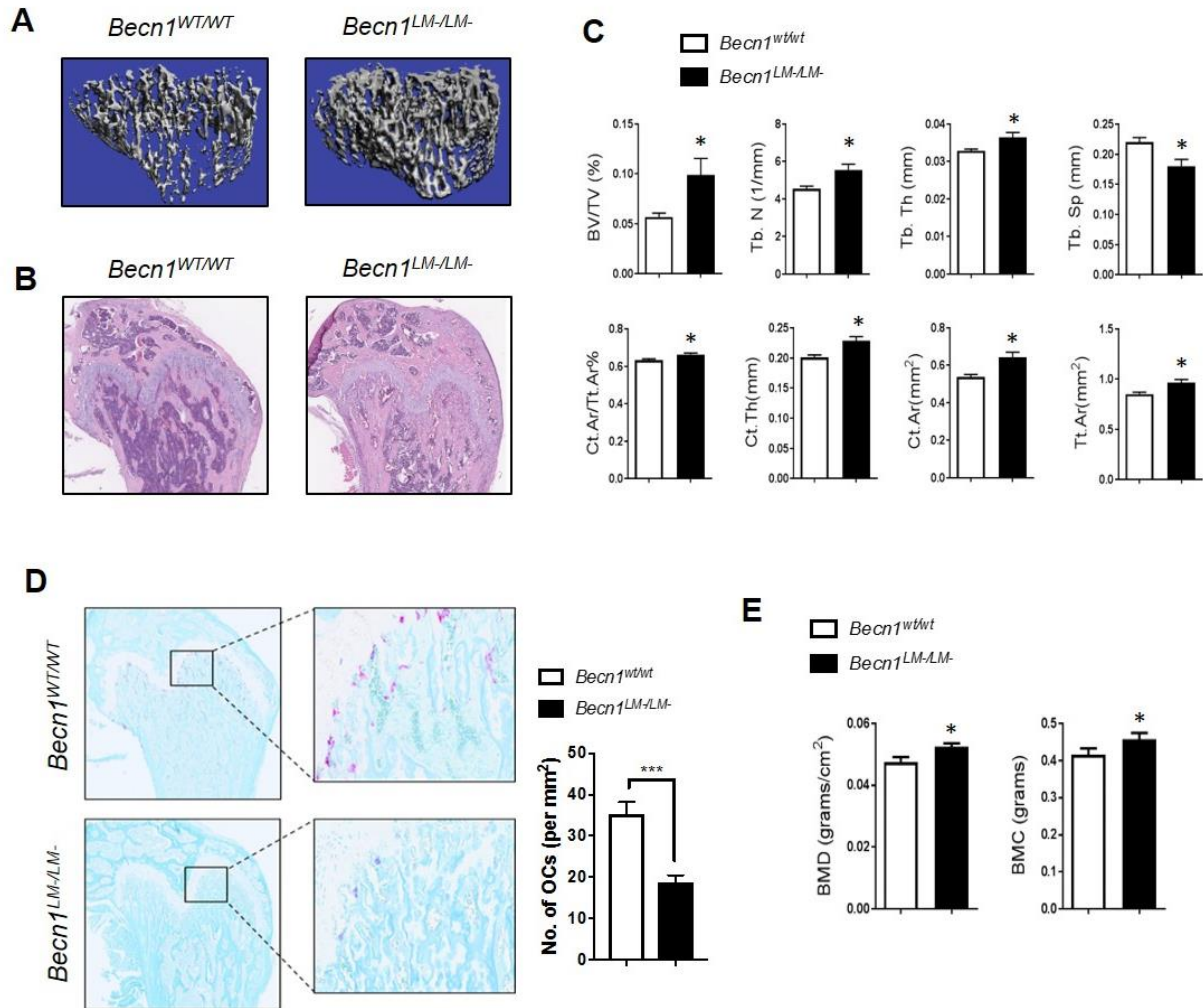 A
Becn1WT/WT
Becn1LM-/LM-
B
Becn1WT/WT
Becn1LM-/LM-
C
Becn1wt/wt
Becn1LM-/LM-
BV/TV (%)
0.15
0.10
0.05
0.00
*
Tb. N (1/mm)
8
6
4
2
0
*
Tb. Th (mm)
0.04
0.03
0.02
0.01
0.00
*
Tb. Sp (mm)
0.25
0.20
0.15
0.10
0.05
0.00
*
Ct.Ar/Tt.Ar%
0.8
0.6
0.4
0.2
0.0
*
Ct.Th(mm)
0.25
0.20
0.15
0.10
0.05
0.00
*
Ct.Ar(mm2)
0.8
0.6
0.4
0.2
0.0
*
Tt.Ar(mm2)
1.5
1.0
0.5
0.0
*
D
Becn1WT/WT
Becn1LM-/LM-
Becn1wt/wt
Becn1LM-/LM-
No. of OCs (per mm2)
50
40
30
20
10
0
***
E
Becn1wt/wt
Becn1LM-/LM-
BMD (grams/cm2)
0.06
0.04
0.02
0.00
*
BMC (grams)
0.5
0.4
0.3
0.2
0.1
0.0
*